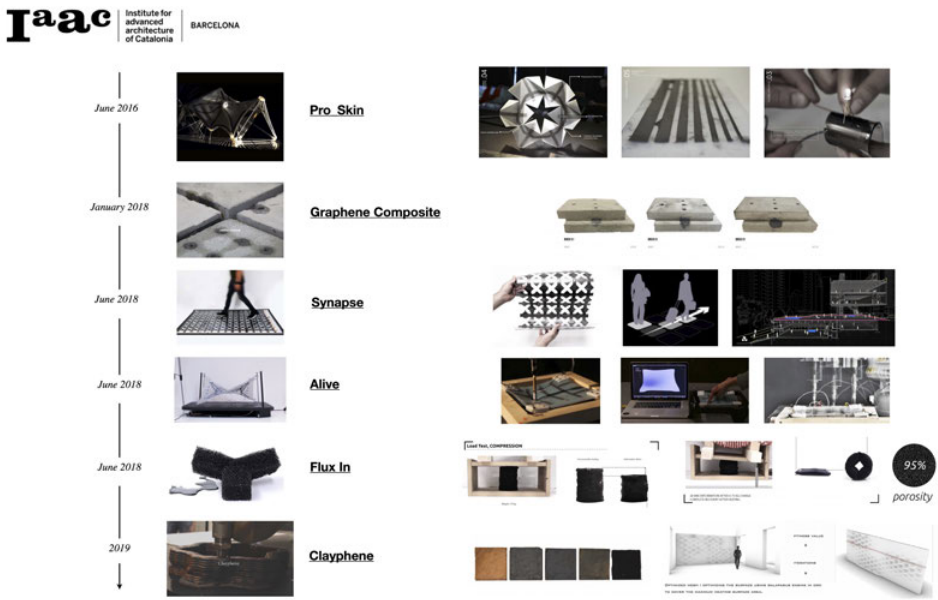 Iaac
Institute for
advanced
architecture
of Catalonia
BARCELONA
June 2016
Pro_Skin
January 2018
Graphene Composite
June 2018
Synapse
June 2018
Alive
June 2018
Flux In
Load Test, COMPRESSION
95%
porosity
2019
Clayphene